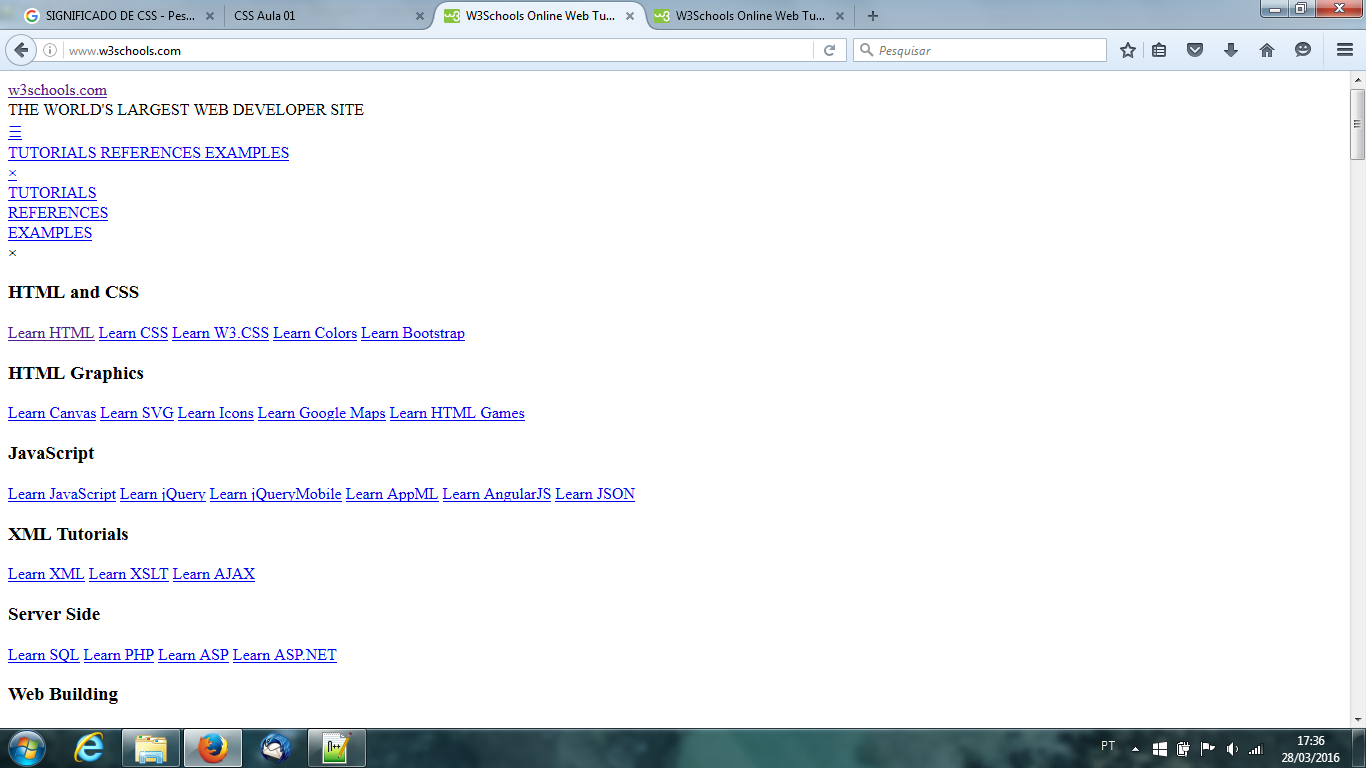 SIGNIFICADO DE CSS - Pes... CSS Aula 01 W3Schools Online Web Tu... W3Schools Online Web Tu...
www.w3schools.com Pesquisar
w3schools.com
THE WORLD'S LARGEST WEB DEVELOPER SITE
☰
TUTORIALS REFERENCES EXAMPLES
×
TUTORIALS
REFERENCES
EXAMPLES
×
HTML and CSS
Learn HTML Learn CSS Learn W3.CSS Learn Colors Learn Bootstrap
HTML Graphics
Learn Canvas Learn SVG Learn Icons Learn Google Maps Learn HTML Games
JavaScript
Learn JavaScript Learn jQuery Learn jQueryMobile Learn AppML Learn AngularJS Learn JSON
XML Tutorials
Learn XML Learn XSLT Learn AJAX
Server Side
Learn SQL Learn PHP Learn ASP Learn ASP.NET
Web Building
PT 17:36
28/03/2016